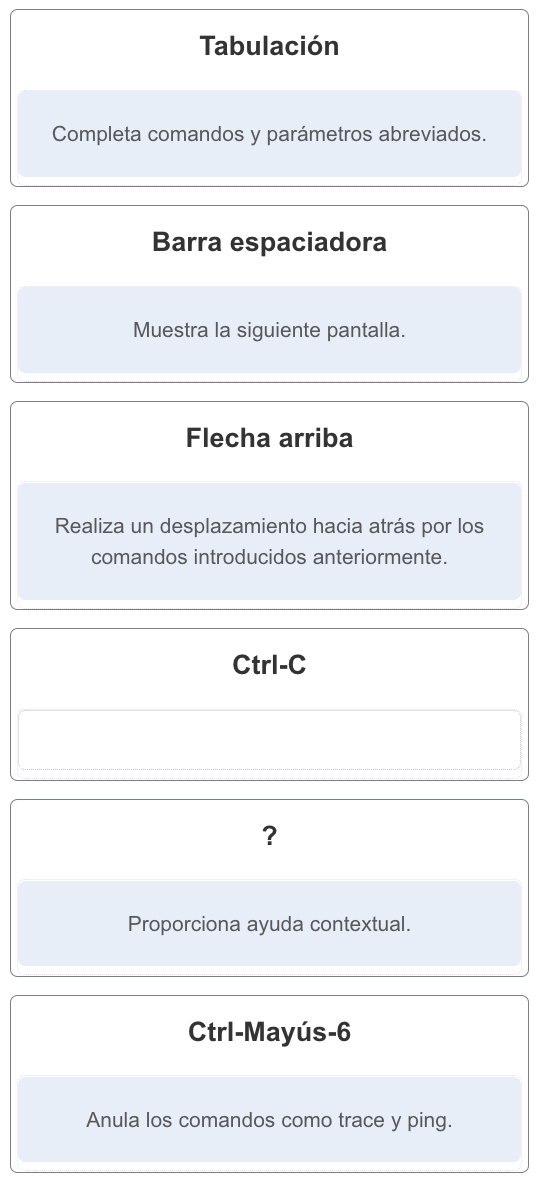 Tabulación
Completa comandos y parámetros abreviados.
Barra espaciadora
Muestra la siguiente pantalla.
Flecha arriba
Realiza un desplazamiento hacia atrás por los
comandos introducidos anteriormente.
Ctrl-C
?
Proporciona ayuda contextual.
Ctrl-Mayús-6
Anula los comandos como trace y ping.